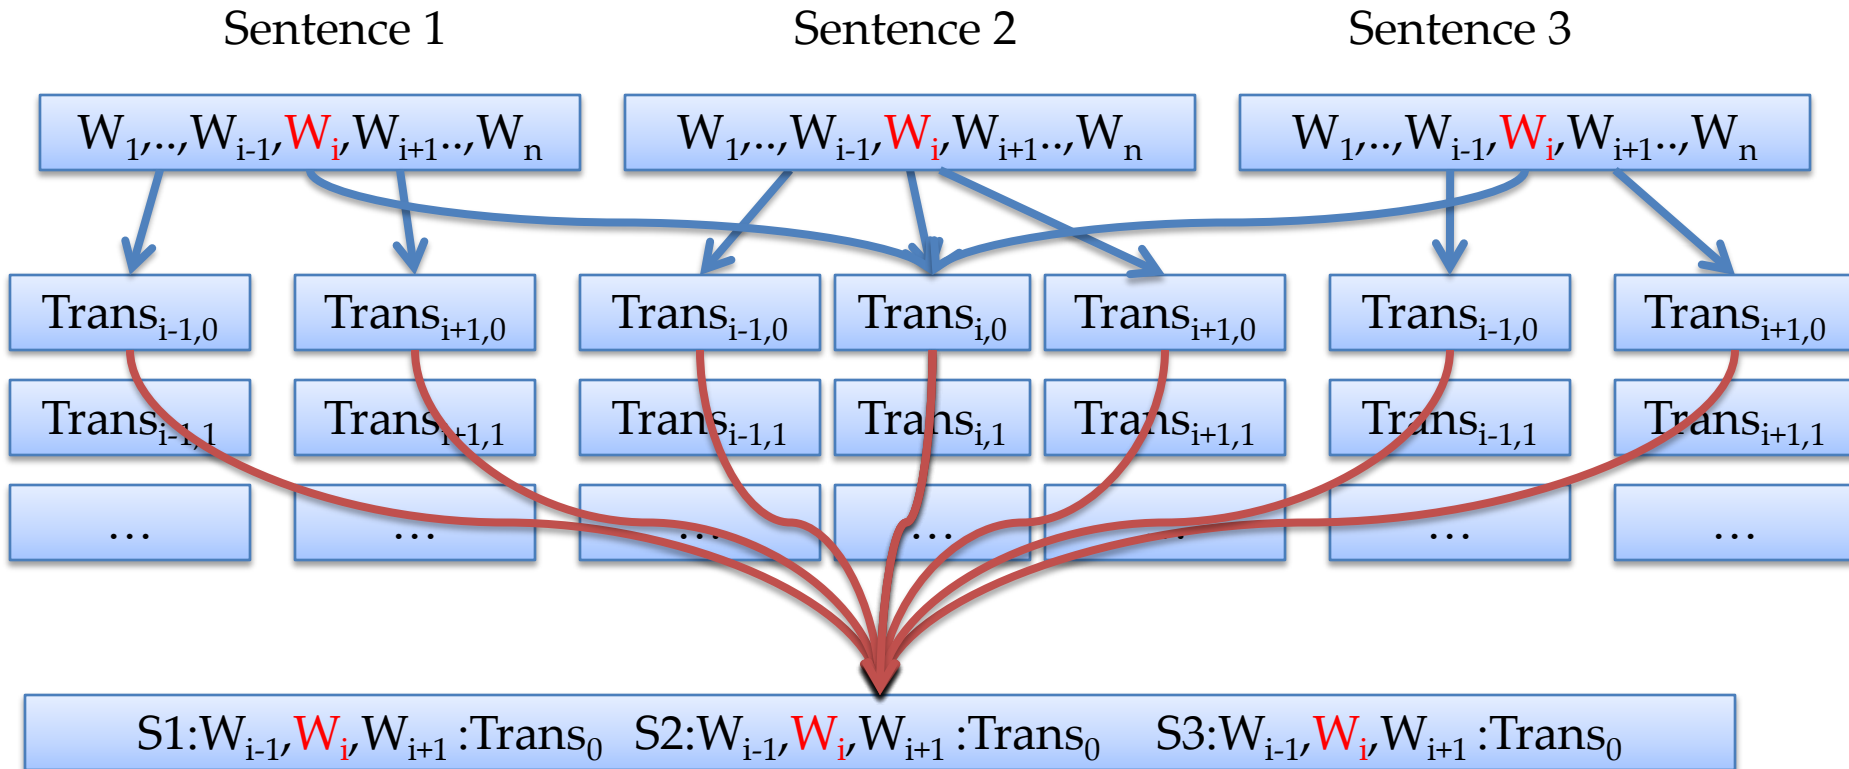 Sentence 1 Sentence 2 Sentence 3
W1,..,Wi-1,Wi,Wi+1..,Wn W1,..,Wi-1,Wi,Wi+1..,Wn W1,..,Wi-1,Wi,Wi+1..,Wn
Transi-1,0 Transi+1,0 Transi-1,0 Transi,0 Transi+1,0 Transi-1,0 Transi+1,0
Transi-1,1 Transi+1,1 Transi-1,1 Transi,1 Transi+1,1 Transi-1,1 Transi+1,1
... ... ... ... ... ... ...
S1:Wi-1,Wi,Wi+1 :Trans0 S2:Wi-1,Wi,Wi+1 :Trans0 S3:Wi-1,Wi,Wi+1 :Trans0